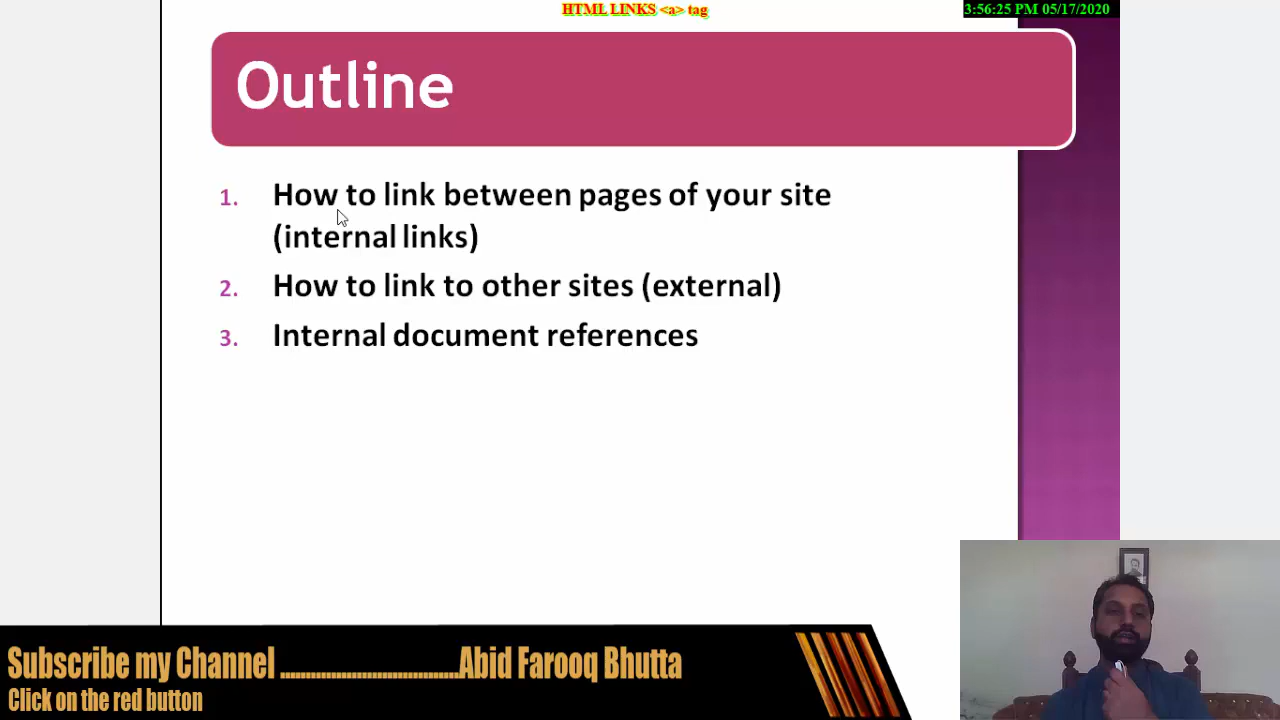 HTML LINKS <a> tag
3:56:25 PM 05/17/2020
Outline
1. How to link between pages of your site
(internal links)
2. How to link to other sites (external)
3. Internal document references
Subscribe my Channel ....................................Abid Farooq Bhutta
Click on the red button